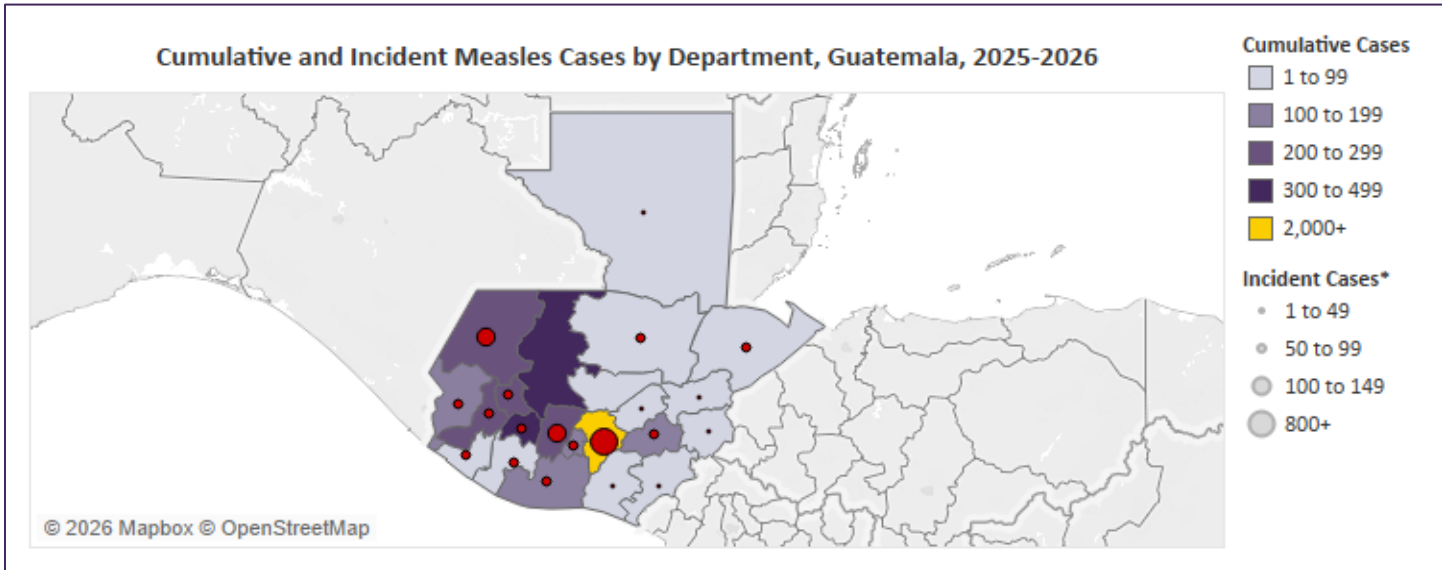 Cumulative and Incident Measles Cases by Department, Guatemala, 2025-2026
Cumulative Cases
1 to 99
100 to 199
200 to 299
300 to 499
2,000+
Incident Cases*
1 to 49
50 to 99
100 to 149
800+
© 2026 Mapbox © OpenStreetMap